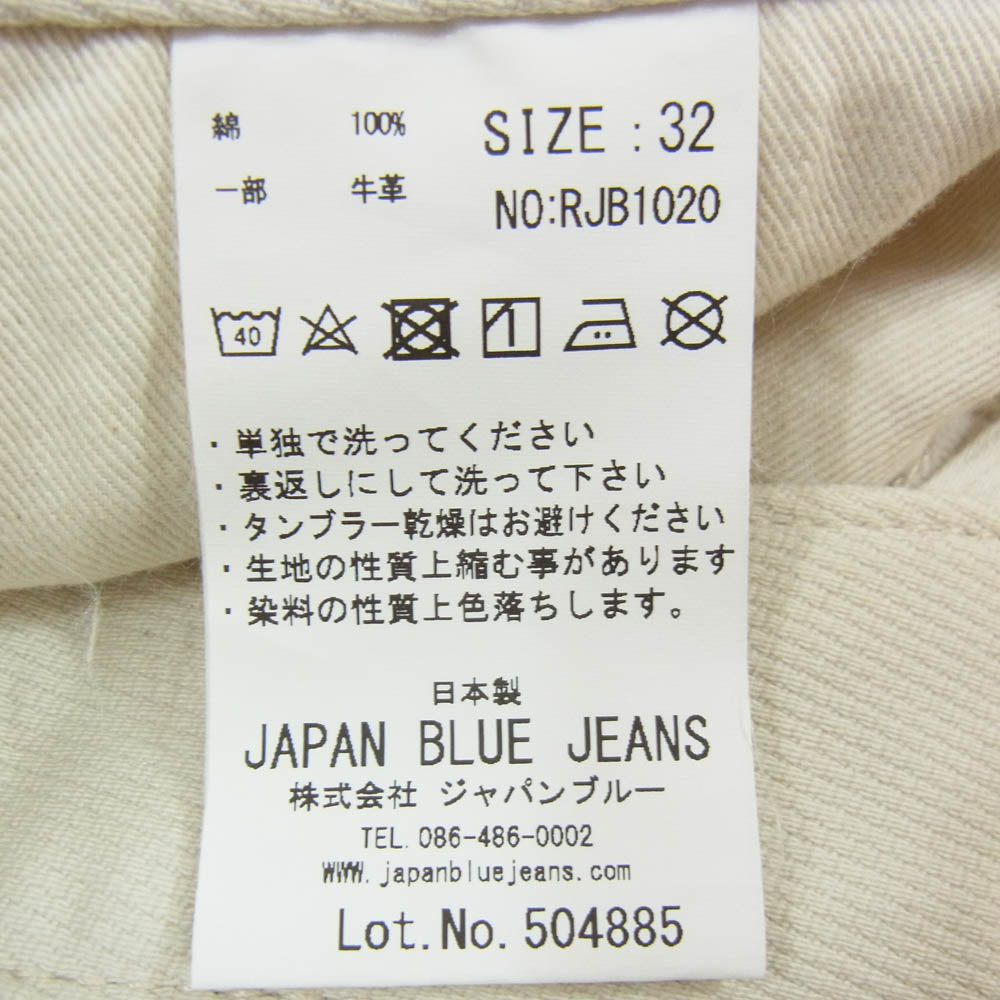 綿 100%
一部 牛革
SIZE : 32
NO:RJB1020
40
・単独で洗ってください
・裏返しにして洗って下さい
・タンブラー乾燥はお避けください
・生地の性質上縮む事があります
・染料の性質上色落ちします。
日本製
JAPAN BLUE JEANS
株式会社 ジャパンブルー
TEL. 086-486-0002
www.japanbluejeans.com
Lot.No.504885